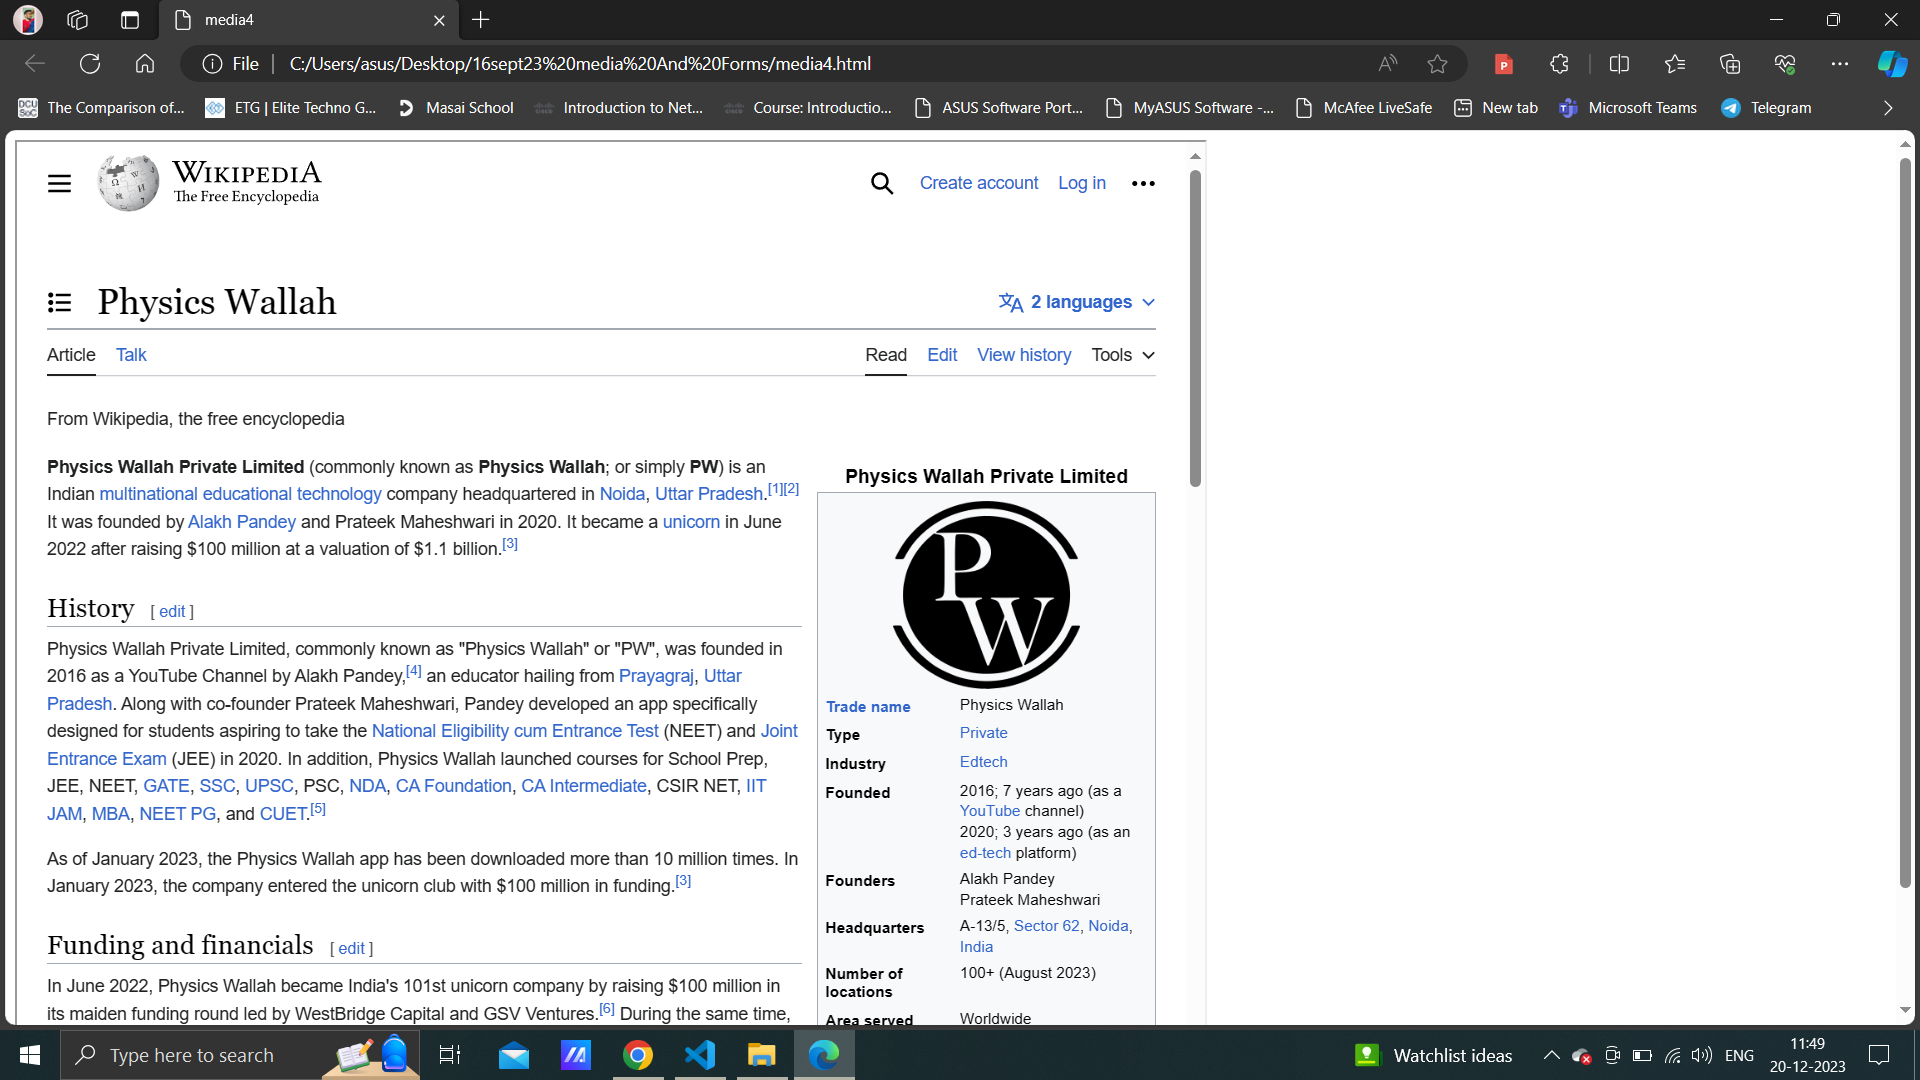 media4
File
C:/Users/asus/Desktop/16sept23%20media%20And%20Forms/media4.html
The Comparison of...
ETG | Elite Techno G...
Masai School
Introduction to Net...
Course: Introductio...
ASUS Software Port...
MyASUS Software -...
McAfee LiveSafe
New tab
Microsoft Teams
Telegram
WIKIPEDIA
The Free Encyclopedia
Create account
Log in
Physics Wallah
2 languages
Article
Talk
Read
Edit
View history
Tools
From Wikipedia, the free encyclopedia
Physics Wallah Private Limited (commonly known as Physics Wallah; or simply PW) is an
Indian multinational educational technology company headquartered in Noida, Uttar Pradesh.[1][2]
It was founded by Alakh Pandey and Prateek Maheshwari in 2020. It became a unicorn in June
2022 after raising $100 million at a valuation of $1.1 billion.[3]
History [ edit ]
Physics Wallah Private Limited, commonly known as "Physics Wallah" or "PW", was founded in
2016 as a YouTube Channel by Alakh Pandey,[4] an educator hailing from Prayagraj, Uttar
Pradesh. Along with co-founder Prateek Maheshwari, Pandey developed an app specifically
designed for students aspiring to take the National Eligibility cum Entrance Test (NEET) and Joint
Entrance Exam (JEE) in 2020. In addition, Physics Wallah launched courses for School Prep,
JEE, NEET, GATE, SSC, UPSC, PSC, NDA, CA Foundation, CA Intermediate, CSIR NET, IIT
JAM, MBA, NEET PG, and CUET.[5]
As of January 2023, the Physics Wallah app has been downloaded more than 10 million times. In
January 2023, the company entered the unicorn club with $100 million in funding.[3]
Funding and financials [ edit ]
In June 2022, Physics Wallah became India's 101st unicorn company by raising $100 million in
its maiden funding round led by WestBridge Capital and GSV Ventures.[6] During the same time,
Physics Wallah Private Limited
P
W
Trade name Physics Wallah
Type Private
Industry Edtech
Founded 2016; 7 years ago (as a
YouTube channel)
2020; 3 years ago (as an
ed-tech platform)
Founders Alakh Pandey
Prateek Maheshwari
Headquarters A-13/5, Sector 62, Noida,
India
Number of 100+ (August 2023)
locations
Area served Worldwide
Type here to search
Watchlist ideas
ENG
11:49
20-12-2023